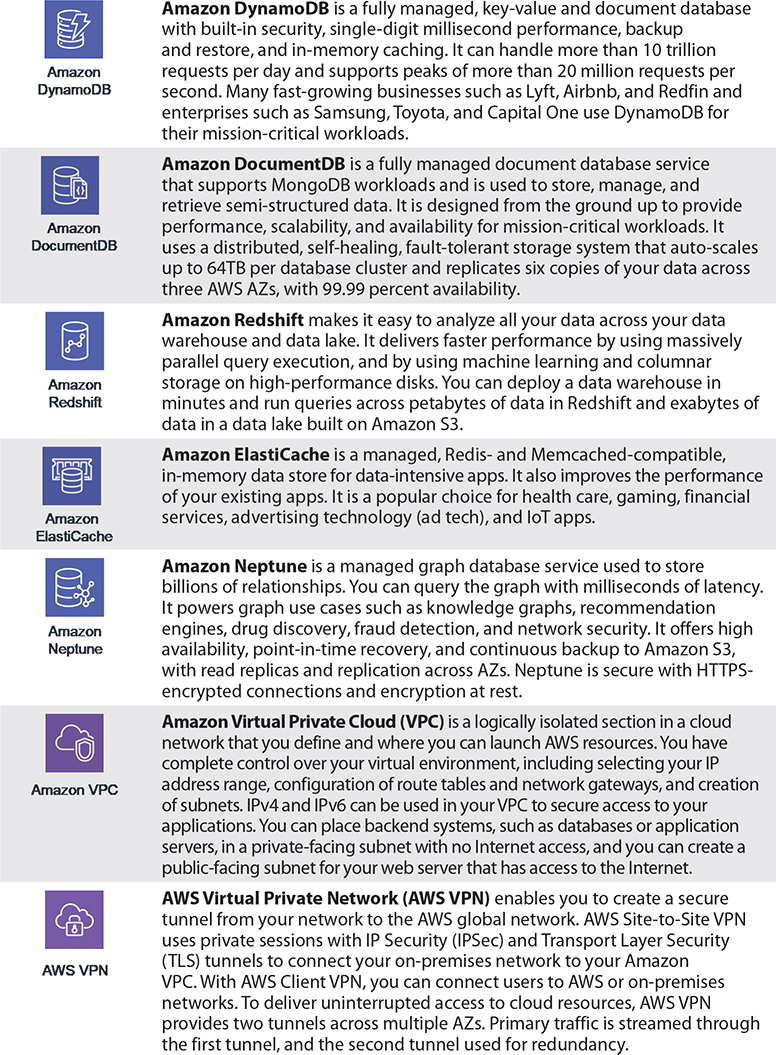 Amazon
DynamoDB
Amazon DynamoDB is a fully managed, key-value and document database
with built-in security, single-digit millisecond performance, backup
and restore, and in-memory caching. It can handle more than 10 trillion
requests per day and supports peaks of more than 20 million requests per
second. Many fast-growing businesses such as Lyft, Airbnb, and Redfin and
enterprises such as Samsung, Toyota, and Capital One use DynamoDB for
their mission-critical workloads.
Amazon
DocumentDB
Amazon DocumentDB is a fully managed document database service
that supports MongoDB workloads and is used to store, manage, and
retrieve semi-structured data. It is designed from the ground up to provide
performance, scalability, and availability for mission-critical workloads. It
uses a distributed, self-healing, fault-tolerant storage system that auto-scales
up to 64TB per database cluster and replicates six copies of your data across
three AWS AZs, with 99.99 percent availability.
Amazon
Redshift
Amazon Redshift makes it easy to analyze all your data across your data
warehouse and data lake. It delivers faster performance by using massively
parallel query execution, and by using machine learning and columnar
storage on high-performance disks. You can deploy a data warehouse in
minutes and run queries across petabytes of data in Redshift and exabytes of
data in a data lake built on Amazon S3.
Amazon
ElastiCache
Amazon ElastiCache is a managed, Redis- and Memcached-compatible,
in-memory data store for data-intensive apps. It also improves the performance
of your existing apps. It is a popular choice for health care, gaming, financial
services, advertising technology (ad tech), and IoT apps.
Amazon
Neptune
Amazon Neptune is a managed graph database service used to store
billions of relationships. You can query the graph with milliseconds of latency.
It powers graph use cases such as knowledge graphs, recommendation
engines, drug discovery, fraud detection, and network security. It offers high
availability, point-in-time recovery, and continuous backup to Amazon S3,
with read replicas and replication across AZs. Neptune is secure with HTTPS-
encrypted connections and encryption at rest.
Amazon VPC
Amazon Virtual Private Cloud (VPC) is a logically isolated section in a cloud
network that you define and where you can launch AWS resources. You have
complete control over your virtual environment, including selecting your IP
address range, configuration of route tables and network gateways, and creation
of subnets. IPv4 and IPv6 can be used in your VPC to secure access to your
applications. You can place backend systems, such as databases or application
servers, in a private-facing subnet with no Internet access, and you can create a
public-facing subnet for your web server that has access to the Internet.
AWS VPN
AWS Virtual Private Network (AWS VPN) enables you to create a secure
tunnel from your network to the AWS global network. AWS Site-to-Site VPN
uses private sessions with IP Security (IPSec) and Transport Layer Security
(TLS) tunnels to connect your on-premises network to your Amazon
VPC. With AWS Client VPN, you can connect users to AWS or on-premises
networks. To deliver uninterrupted access to cloud resources, AWS VPN
provides two tunnels across multiple AZs. Primary traffic is streamed through
the first tunnel, and the second tunnel used for redundancy.